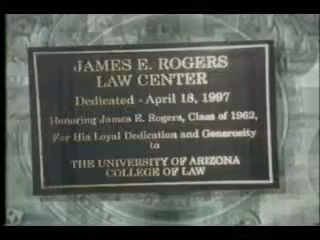 JAMES E. ROGERS
LAW CENTER
Dedicated - April 18, 1997
Honoring James E. Rogers, Class of 1962,
For His Loyal Dedication and Generosity
to
THE UNIVERSITY OF ARIZONA
COLLEGE OF LAW